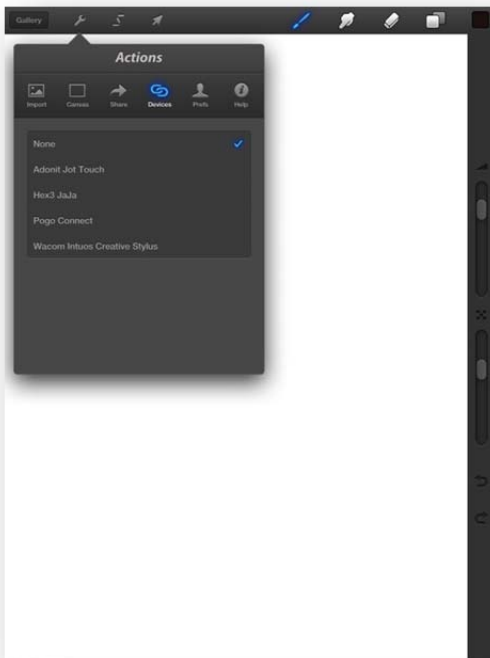 Gallery
Actions
Import Canvas Share Devices Prefs Help
None
Adonit Jot Touch
Hex3 JaJa
Pogo Connect
Wacom Intuos Creative Stylus